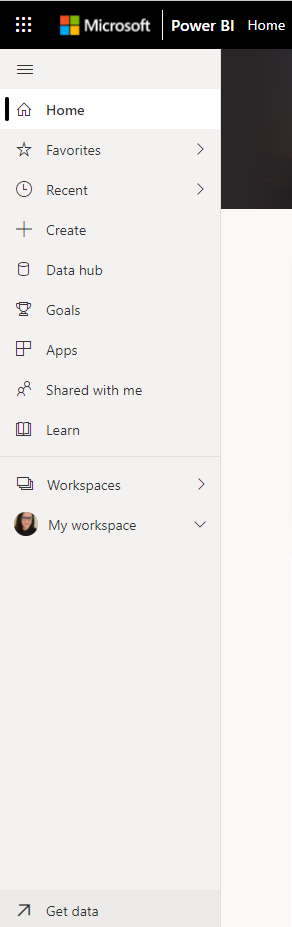 Microsoft Power BI Home
Home
Favorites
Recent
Create
Data hub
Goals
Apps
Shared with me
Learn
Workspaces
My workspace
Get data